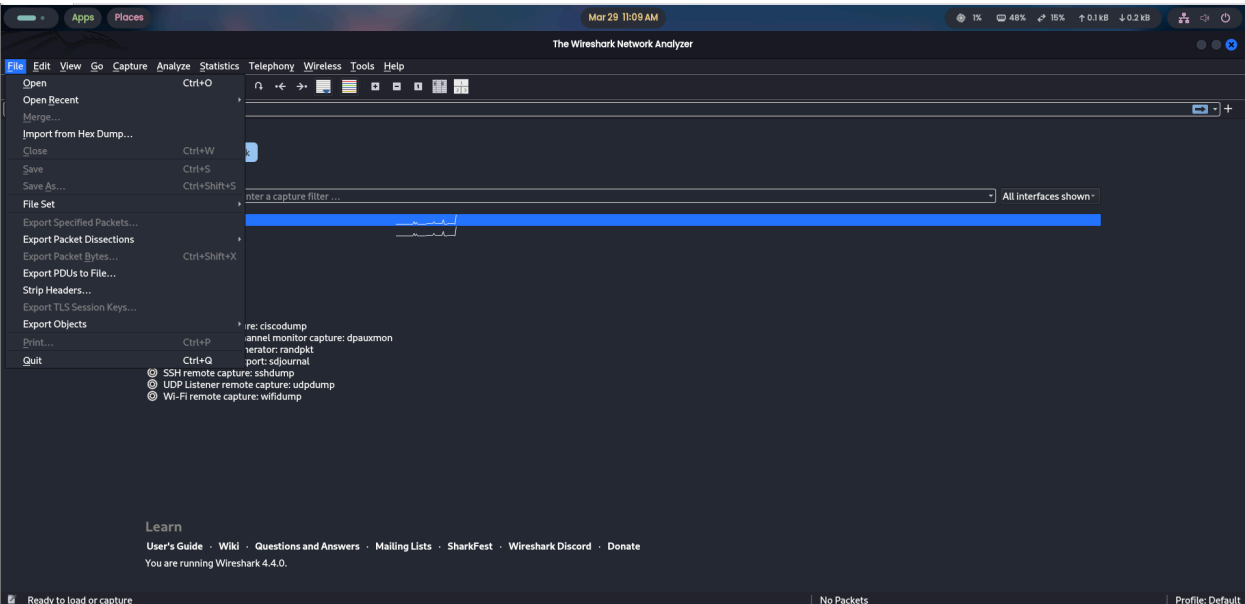 Apps Places Mar 29 11:09 AM 1% 48% 15% ↑ 0.1 kB ↓ 0.2 kB
The Wireshark Network Analyzer
File Edit View Go Capture Analyze Statistics Telephony Wireless Tools Help
Open Ctrl+O
Open Recent
Merge...
Import from Hex Dump...
Close Ctrl+W
Save Ctrl+S
Save As... Ctrl+Shift+S
nter a capture filter ... All interfaces shown
File Set
Export Specified Packets...
Export Packet Dissections
Export Packet Bytes... Ctrl+Shift+X
Export PDUs to File...
Strip Headers...
Export TLS Session Keys...
Export Objects
Print... Ctrl+P
Quit Ctrl+Q
re: ciscodump
annel monitor capture: dpauxmon
nerator: randpkt
port: sdjournal
SSH remote capture: sshdump
UDP Listener remote capture: udpdump
Wi-Fi remote capture: wifidump
Learn
User's Guide · Wiki · Questions and Answers · Mailing Lists · SharkFest · Wireshark Discord · Donate
You are running Wireshark 4.4.0.
Ready to load or capture No Packets Profile: Default